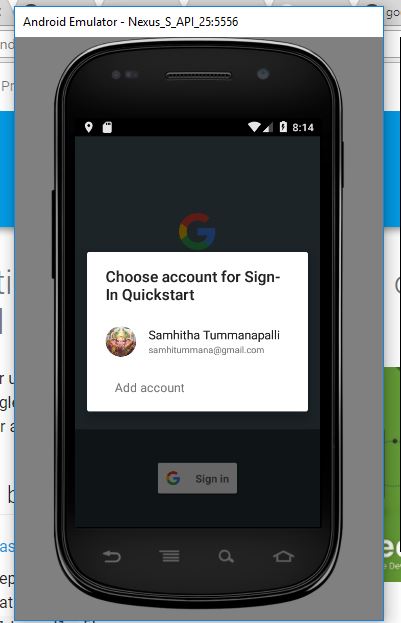 Android Emulator - Nexus_S_API_25:5556
8:14
Choose account for Sign-
In Quickstart
Samhitha Tummanapalli
samhitummana@gmail.com
Add account
Sign in